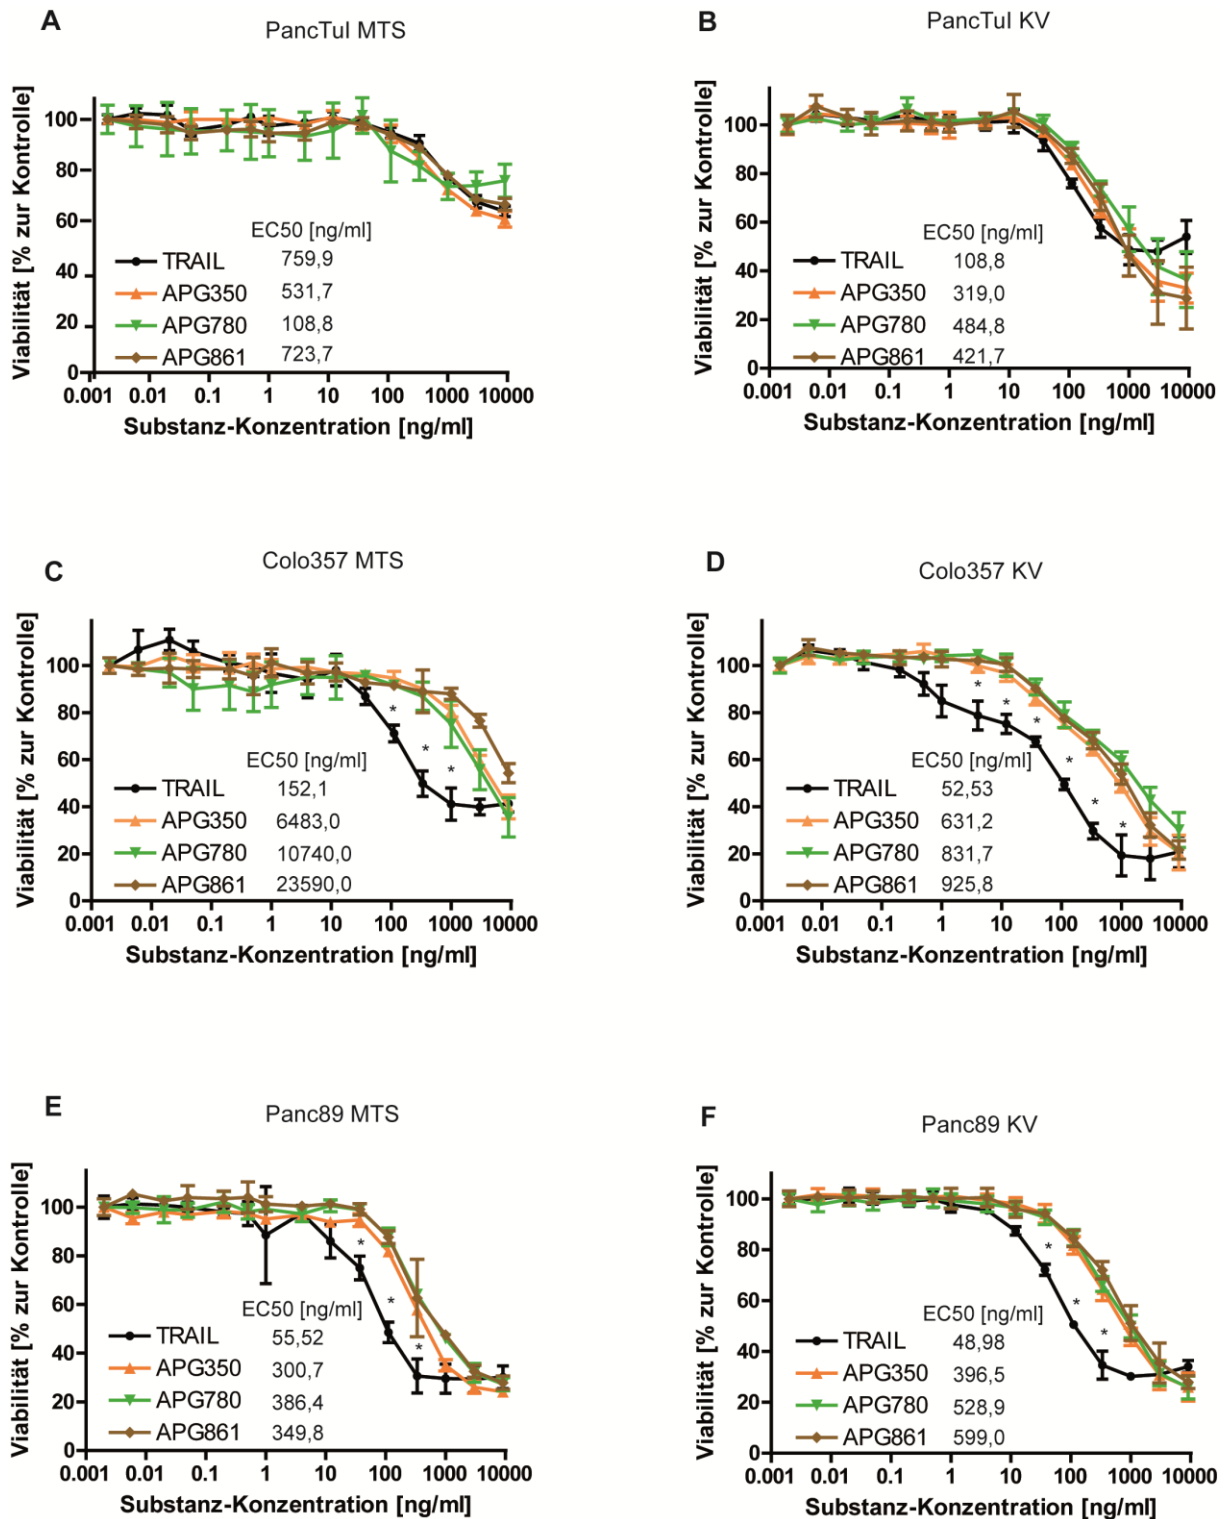 A
PancTuI MTS
Viabilität [% zur Kontrolle]
100
80
60
40
20
0
EC50 [ng/ml]
TRAIL 759,9
APG350 531,7
APG780 108,8
APG861 723,7
0.001 0.01 0.1 1 10 100 1000 10000
Substanz-Konzentration [ng/ml]
B
PancTuI KV
Viabilität [% zur Kontrolle]
100
80
60
40
20
0
EC50 [ng/ml]
TRAIL 108,8
APG350 319,0
APG780 484,8
APG861 421,7
0.001 0.01 0.1 1 10 100 1000 10000
Substanz-Konzentration [ng/ml]
C
Colo357 MTS
Viabilität [% zur Kontrolle]
100
80
60
40
20
0
* * *
EC50 [ng/ml]
TRAIL 152,1
APG350 6483,0
APG780 10740,0
APG861 23590,0
0.001 0.01 0.1 1 10 100 1000 10000
Substanz-Konzentration [ng/ml]
D
Colo357 KV
Viabilität [% zur Kontrolle]
100
80
60
40
20
0
* * * * * *
EC50 [ng/ml]
TRAIL 52,53
APG350 631,2
APG780 831,7
APG861 925,8
0.001 0.01 0.1 1 10 100 1000 10000
Substanz-Konzentration [ng/ml]
E
Panc89 MTS
Viabilität [% zur Kontrolle]
100
80
60
40
20
0
* * *
EC50 [ng/ml]
TRAIL 55,52
APG350 300,7
APG780 386,4
APG861 349,8
0.001 0.01 0.1 1 10 100 1000 10000
Substanz-Konzentration [ng/ml]
F
Panc89 KV
Viabilität [% zur Kontrolle]
100
80
60
40
20
0
* * *
EC50 [ng/ml]
TRAIL 48,98
APG350 396,5
APG780 528,9
APG861 599,0
0.001 0.01 0.1 1 10 100 1000 10000
Substanz-Konzentration [ng/ml]